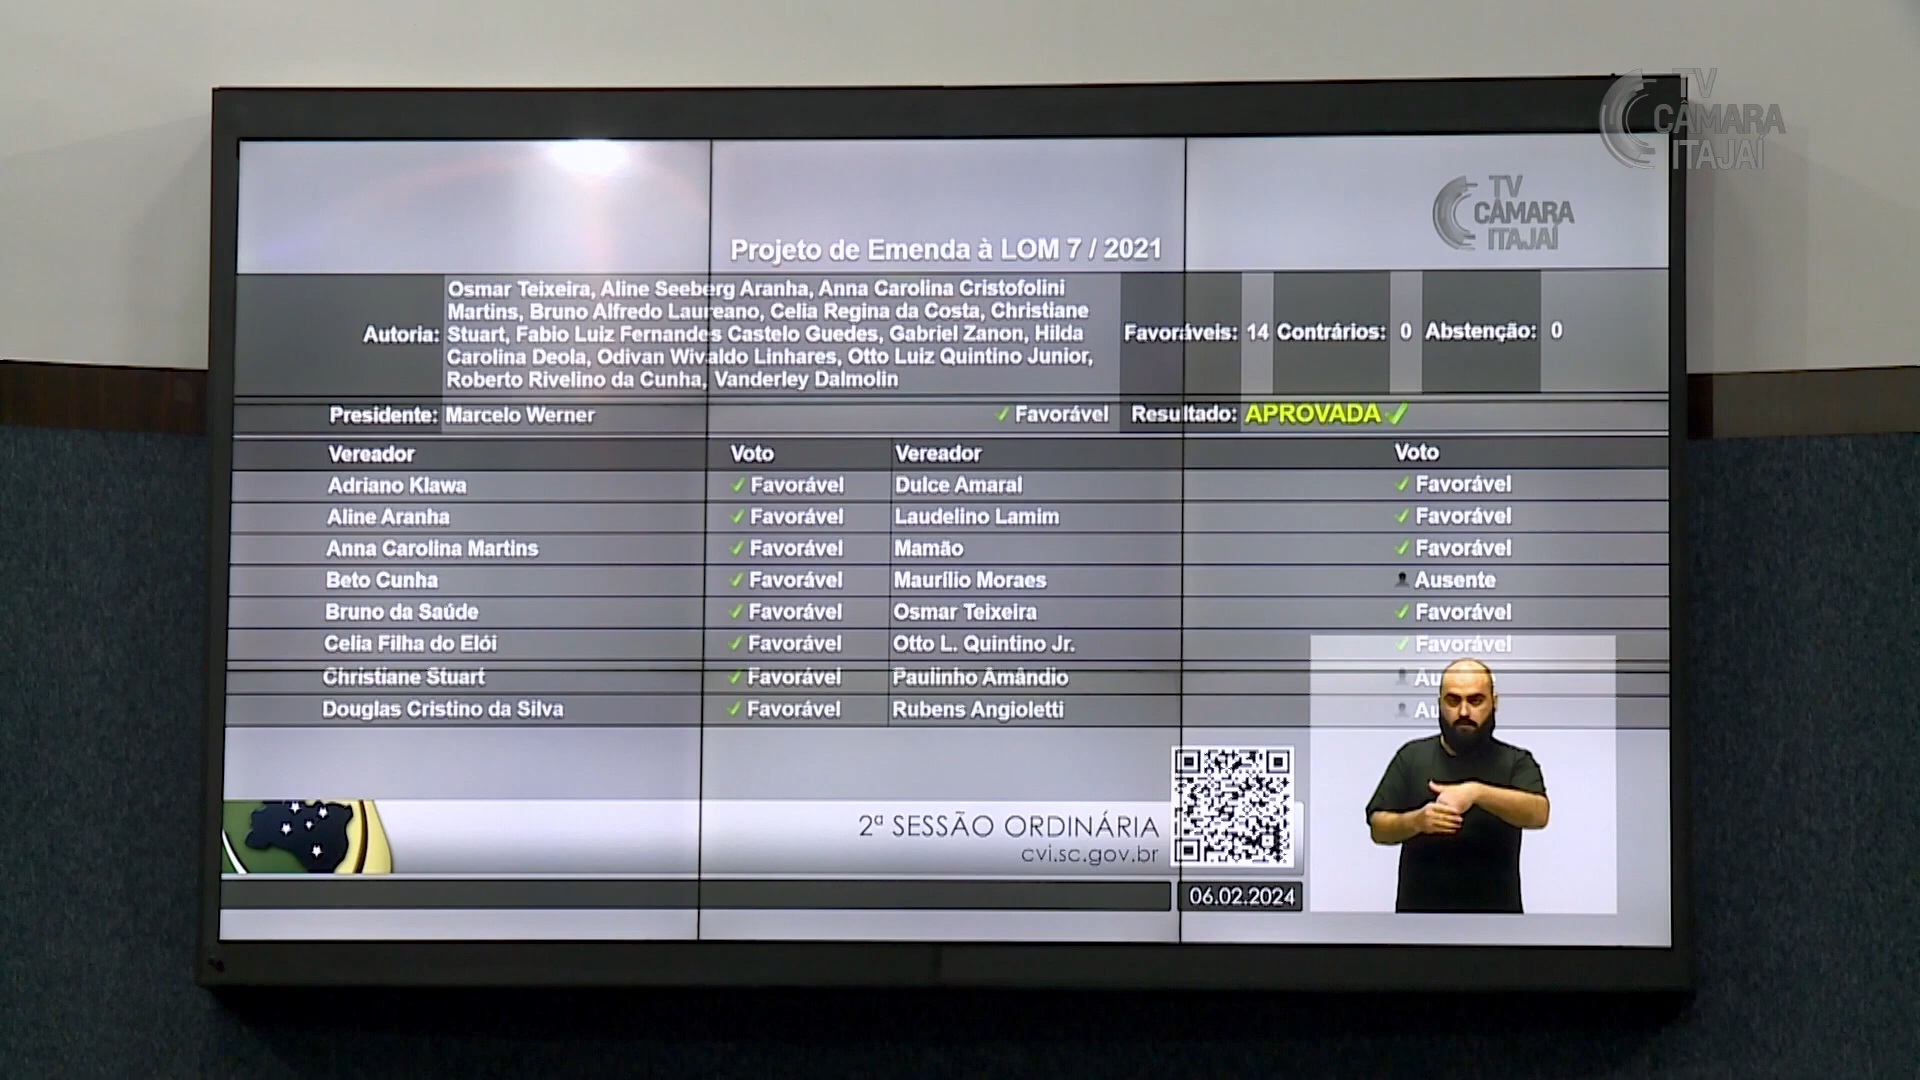 TV
CÂMARA
ITAJAÍ
TV
CÂMARA
ITAJAÍ
Projeto de Emenda à LOM 7 / 2021
Autoria:
Osmar Teixeira, Aline Seeberg Aranha, Anna Carolina Cristofolini
Martins, Bruno Alfredo Laureano, Celia Regina da Costa, Christiane
Stuart, Fabio Luiz Fernandes Castelo Guedes, Gabriel Zanon, Hilda
Carolina Deola, Odivan Wivaldo Linhares, Otto Luiz Quintino Junior,
Roberto Rivelino da Cunha, Vanderley Dalmolin
Favoráveis: 14 Contrários: 0 Abstenção: 0
Presidente: Marcelo Werner Favorável Resultado: APROVADA
Vereador Voto Vereador Voto
Adriano Klawa Favorável Dulce Amaral Favorável
Aline Aranha Favorável Laudelino Lamim Favorável
Anna Carolina Martins Favorável Mamão Favorável
Beto Cunha Favorável Maurílio Moraes Ausente
Bruno da Saúde Favorável Osmar Teixeira Favorável
Celia Filha do Elói Favorável Otto L. Quintino Jr. Favorável
Christiane Stuart Favorável Paulinho Amândio Au
Douglas Cristino da Silva Favorável Rubens Angioletti Au
2ª SESSÃO ORDINÁRIA
cvi.sc.gov.br
06.02.2024